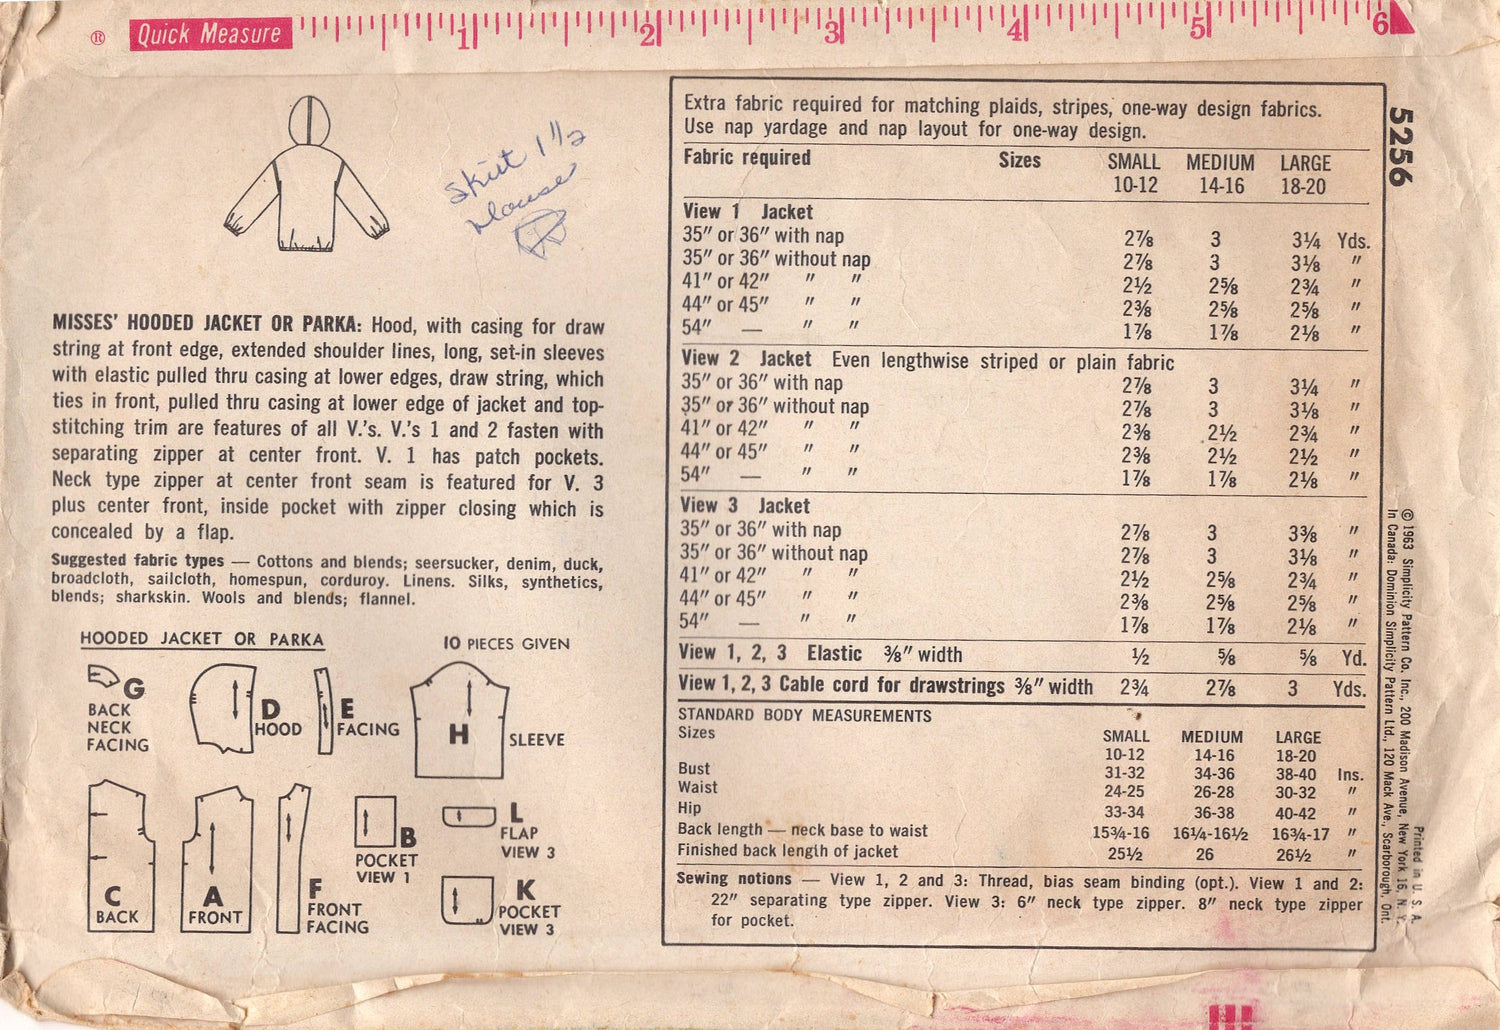 ® Quick Measure 1 2 3 4 5 6
Skirt 1 1/2
MISSES' HOODED JACKET OR PARKA: Hood, with casing for draw
string at front edge, extended shoulder lines, long, set-in sleeves
with elastic pulled thru casing at lower edges, draw string, which
ties in front, pulled thru casing at lower edge of jacket and top-
stitching trim are features of all V.'s. V.'s 1 and 2 fasten with
separating zipper at center front. V. 1 has patch pockets.
Neck type zipper at center front seam is featured for V. 3
plus center front, inside pocket with zipper closing which is
concealed by a flap.
Suggested fabric types — Cottons and blends; seersucker, denim, duck,
broadcloth, sailcloth, homespun, corduroy. Linens. Silks, synthetics,
blends; sharkskin. Wools and blends; flannel.
HOODED JACKET OR PARKA 10 PIECES GIVEN
G
BACK
NECK
FACING
D
HOOD
E
FACING
H
SLEEVE
C
BACK
A
FRONT
F
FRONT
FACING
B
POCKET
VIEW 1
L
FLAP
VIEW 3
K
POCKET
VIEW 3
Extra fabric required for matching plaids, stripes, one-way design fabrics.
Use nap yardage and nap layout for one-way design.
Fabric required Sizes SMALL MEDIUM LARGE
10-12 14-16 18-20
View 1 Jacket
35" or 36" with nap 2⅞ 3 3¼ Yds.
35" or 36" without nap 2⅞ 3 3⅛ "
41" or 42" " " 2½ 2⅝ 2¾ "
44" or 45" " " 2⅜ 2⅝ 2⅝ "
54" — " " 1⅞ 1⅞ 2⅛ "
View 2 Jacket Even lengthwise striped or plain fabric
35" or 36" with nap 2⅞ 3 3¼ "
35" or 36" without nap 2⅞ 3 3⅛ "
41" or 42" " " 2⅜ 2½ 2¾ "
44" or 45" " " 2⅜ 2½ 2½ "
54" — " " 1⅞ 1⅞ 2⅛ "
View 3 Jacket
35" or 36" with nap 2⅞ 3 3⅜ "
35" or 36" without nap 2⅞ 3 3⅛ "
41" or 42" " " 2½ 2⅝ 2¾ "
44" or 45" " " 2⅜ 2⅝ 2⅝ "
54" — " " 1⅞ 1⅞ 2⅛ "
View 1, 2, 3 Elastic ⅜" width ½ ⅝ ⅝ Yd.
View 1, 2, 3 Cable cord for drawstrings ⅜" width 2¾ 2⅞ 3 Yds.
STANDARD BODY MEASUREMENTS
Sizes SMALL MEDIUM LARGE
10-12 14-16 18-20
Bust 31-32 34-36 38-40 Ins.
Waist 24-25 26-28 30-32 "
Hip 33-34 36-38 40-42 "
Back length — neck base to waist 15¾-16 16¼-16½ 16¾-17 "
Finished back length of jacket 25½ 26 26½ "
Sewing notions — View 1, 2 and 3: Thread, bias seam binding (opt.). View 1 and 2:
22" separating type zipper. View 3: 6" neck type zipper. 8" neck type zipper
for pocket.
5256
© 1963 Simplicity Pattern Co. Inc., 200 Madison Avenue, New York 16, N. Y.
In Canada: Dominion Simplicity Pattern Ltd., 120 Mack Ave., Scarborough, Ont.
Printed in U. S. A.